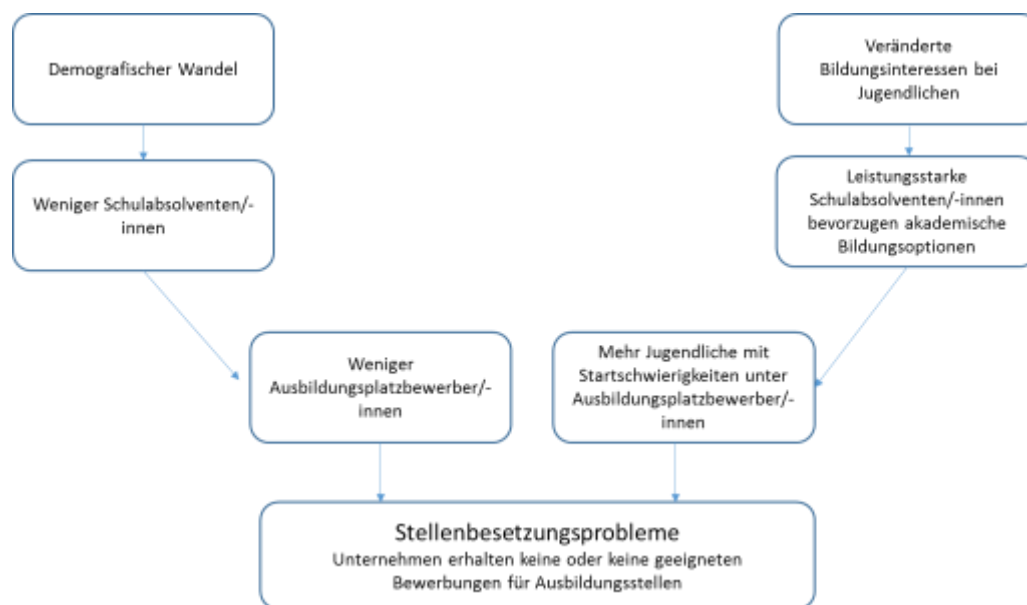 Demografischer Wandel
Veränderte
Bildungsinteressen bei
Jugendlichen
Weniger Schulabsolventen/-
innen
Leistungsstarke
Schulabsolventen/-innen
bevorzugen akademische
Bildungsoptionen
Weniger
Ausbildungsplatzbewerber/-
innen
Mehr Jugendliche mit
Startschwierigkeiten unter
Ausbildungsplatzbewerber/-
innen
Stellenbesetzungsprobleme
Unternehmen erhalten keine oder keine geeigneten
Bewerbungen für Ausbildungsstellen